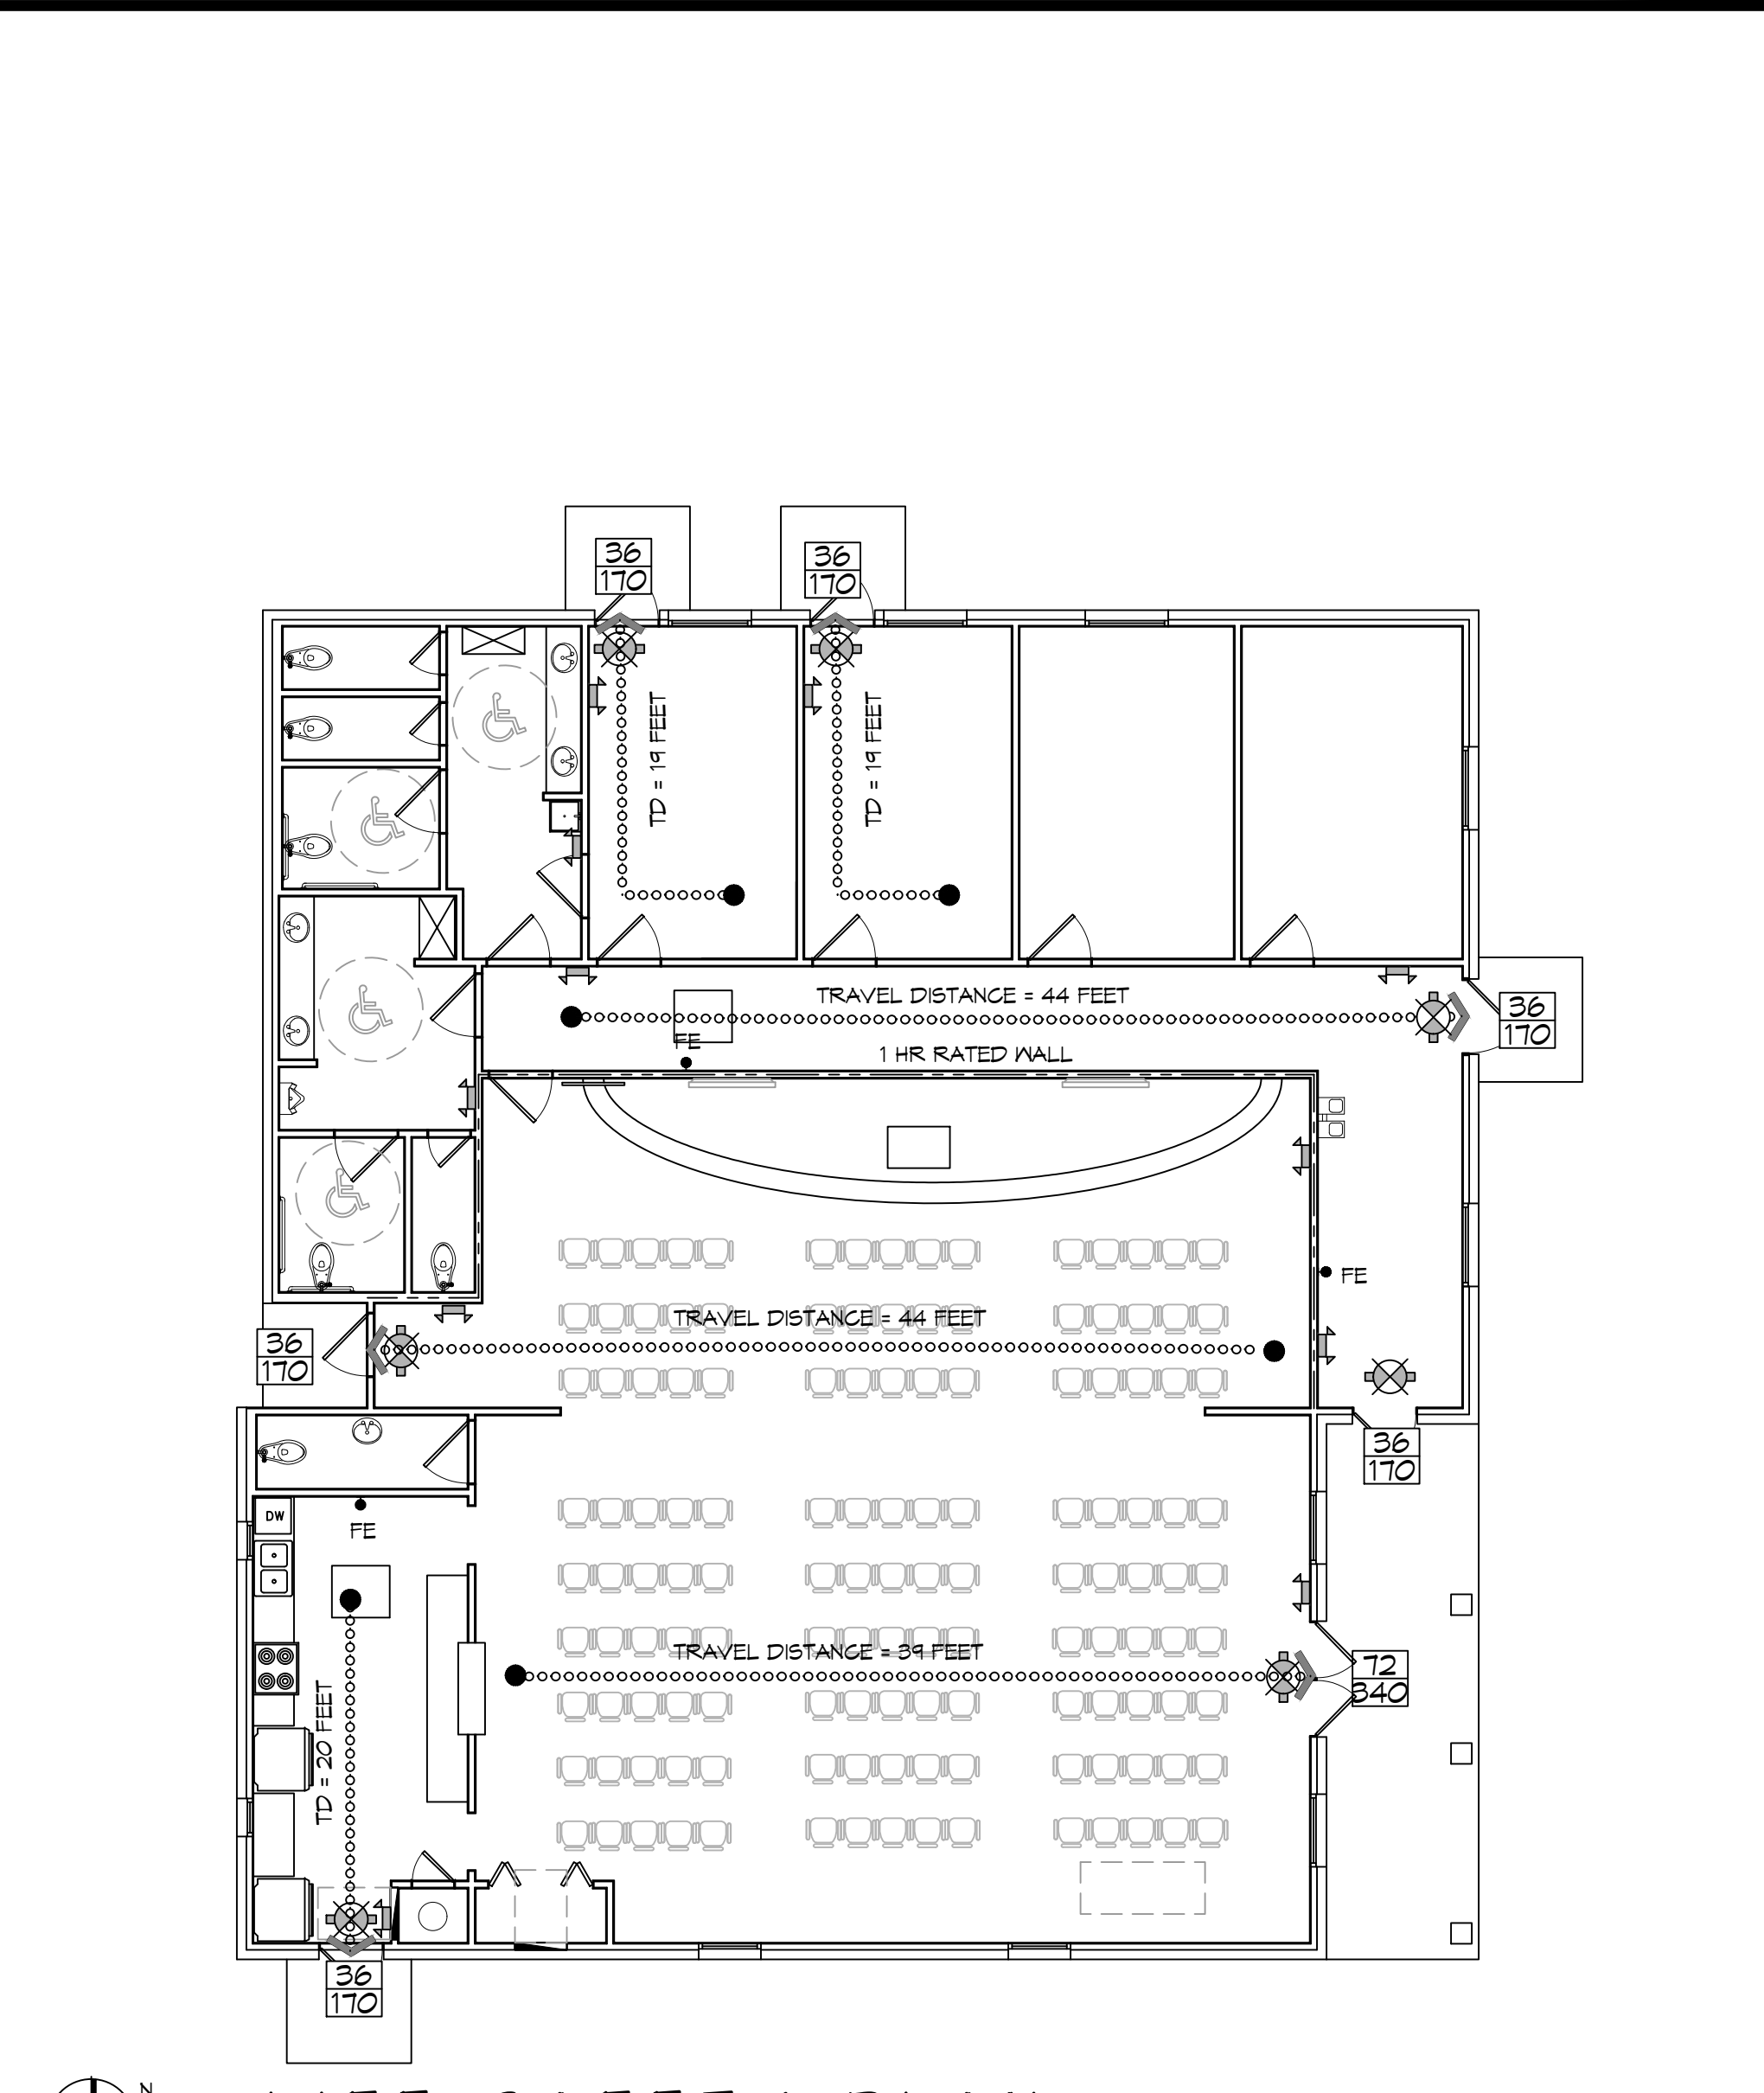 36
170
36
170
TD = 19 FEET
TD = 19 FEET
TRAVEL DISTANCE = 44 FEET
36
170
FE
1 HR RATED WALL
FE
TRAVEL DISTANCE = 44 FEET
36
170
36
170
DW
FE
TRAVEL DISTANCE = 39 FEET
72
340
TD = 20 FEET
36
170
N